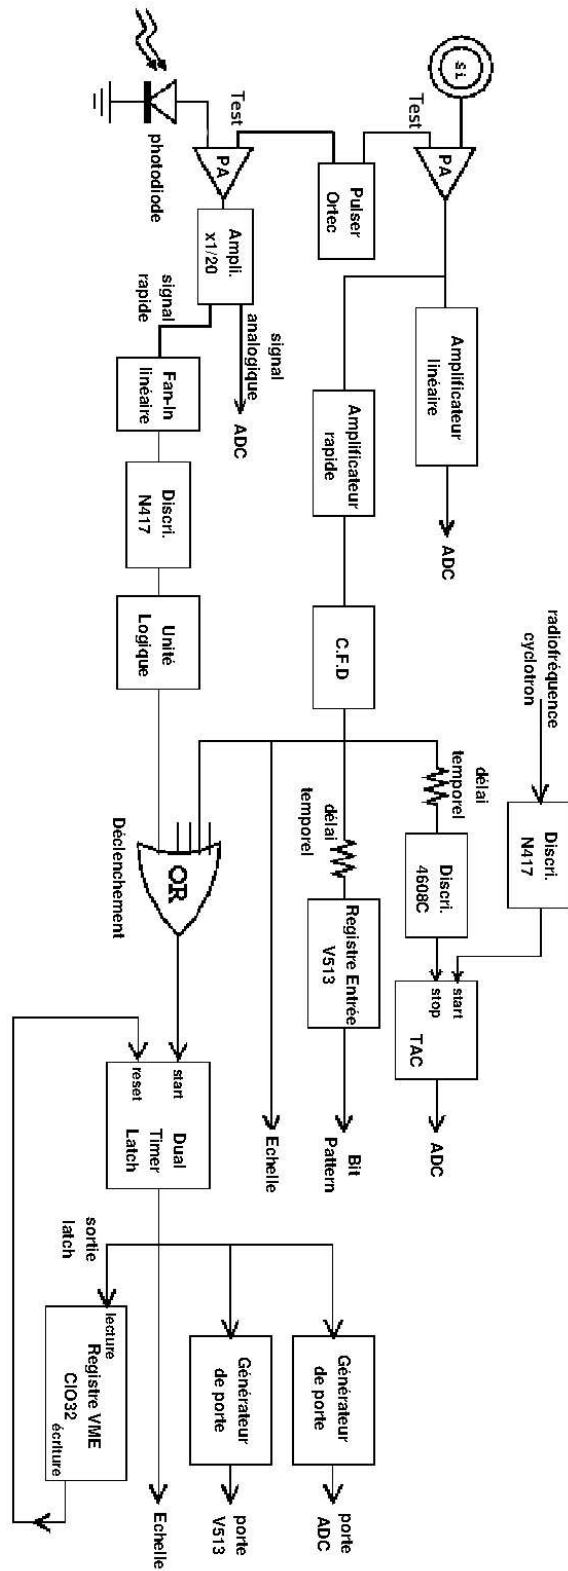 Si
Test
PA
Amplificateur
linéaire
ADC
radiofréquence
cyclotron
Discri.
N417
délai
temporel
Discri.
4608C
start
stop
TAC
ADC
Pulser
Ortec
Amplificateur
rapide
C.F.D
délai
temporel
Registre Entrée
V513
Bit
Pattern
Echelle
Test
PA
photodiode
Ampli.
x1/20
signal
analogique
ADC
signal
rapide
Fan-In
linéaire
Discri.
N417
Unité
Logique
OR
Déclenchement
start
reset
Dual
Timer
Latch
sortie
latch
Générateur
de porte
porte
ADC
Générateur
de porte
porte
V513
Echelle
lecture
Registre VME
CIO32
écriture